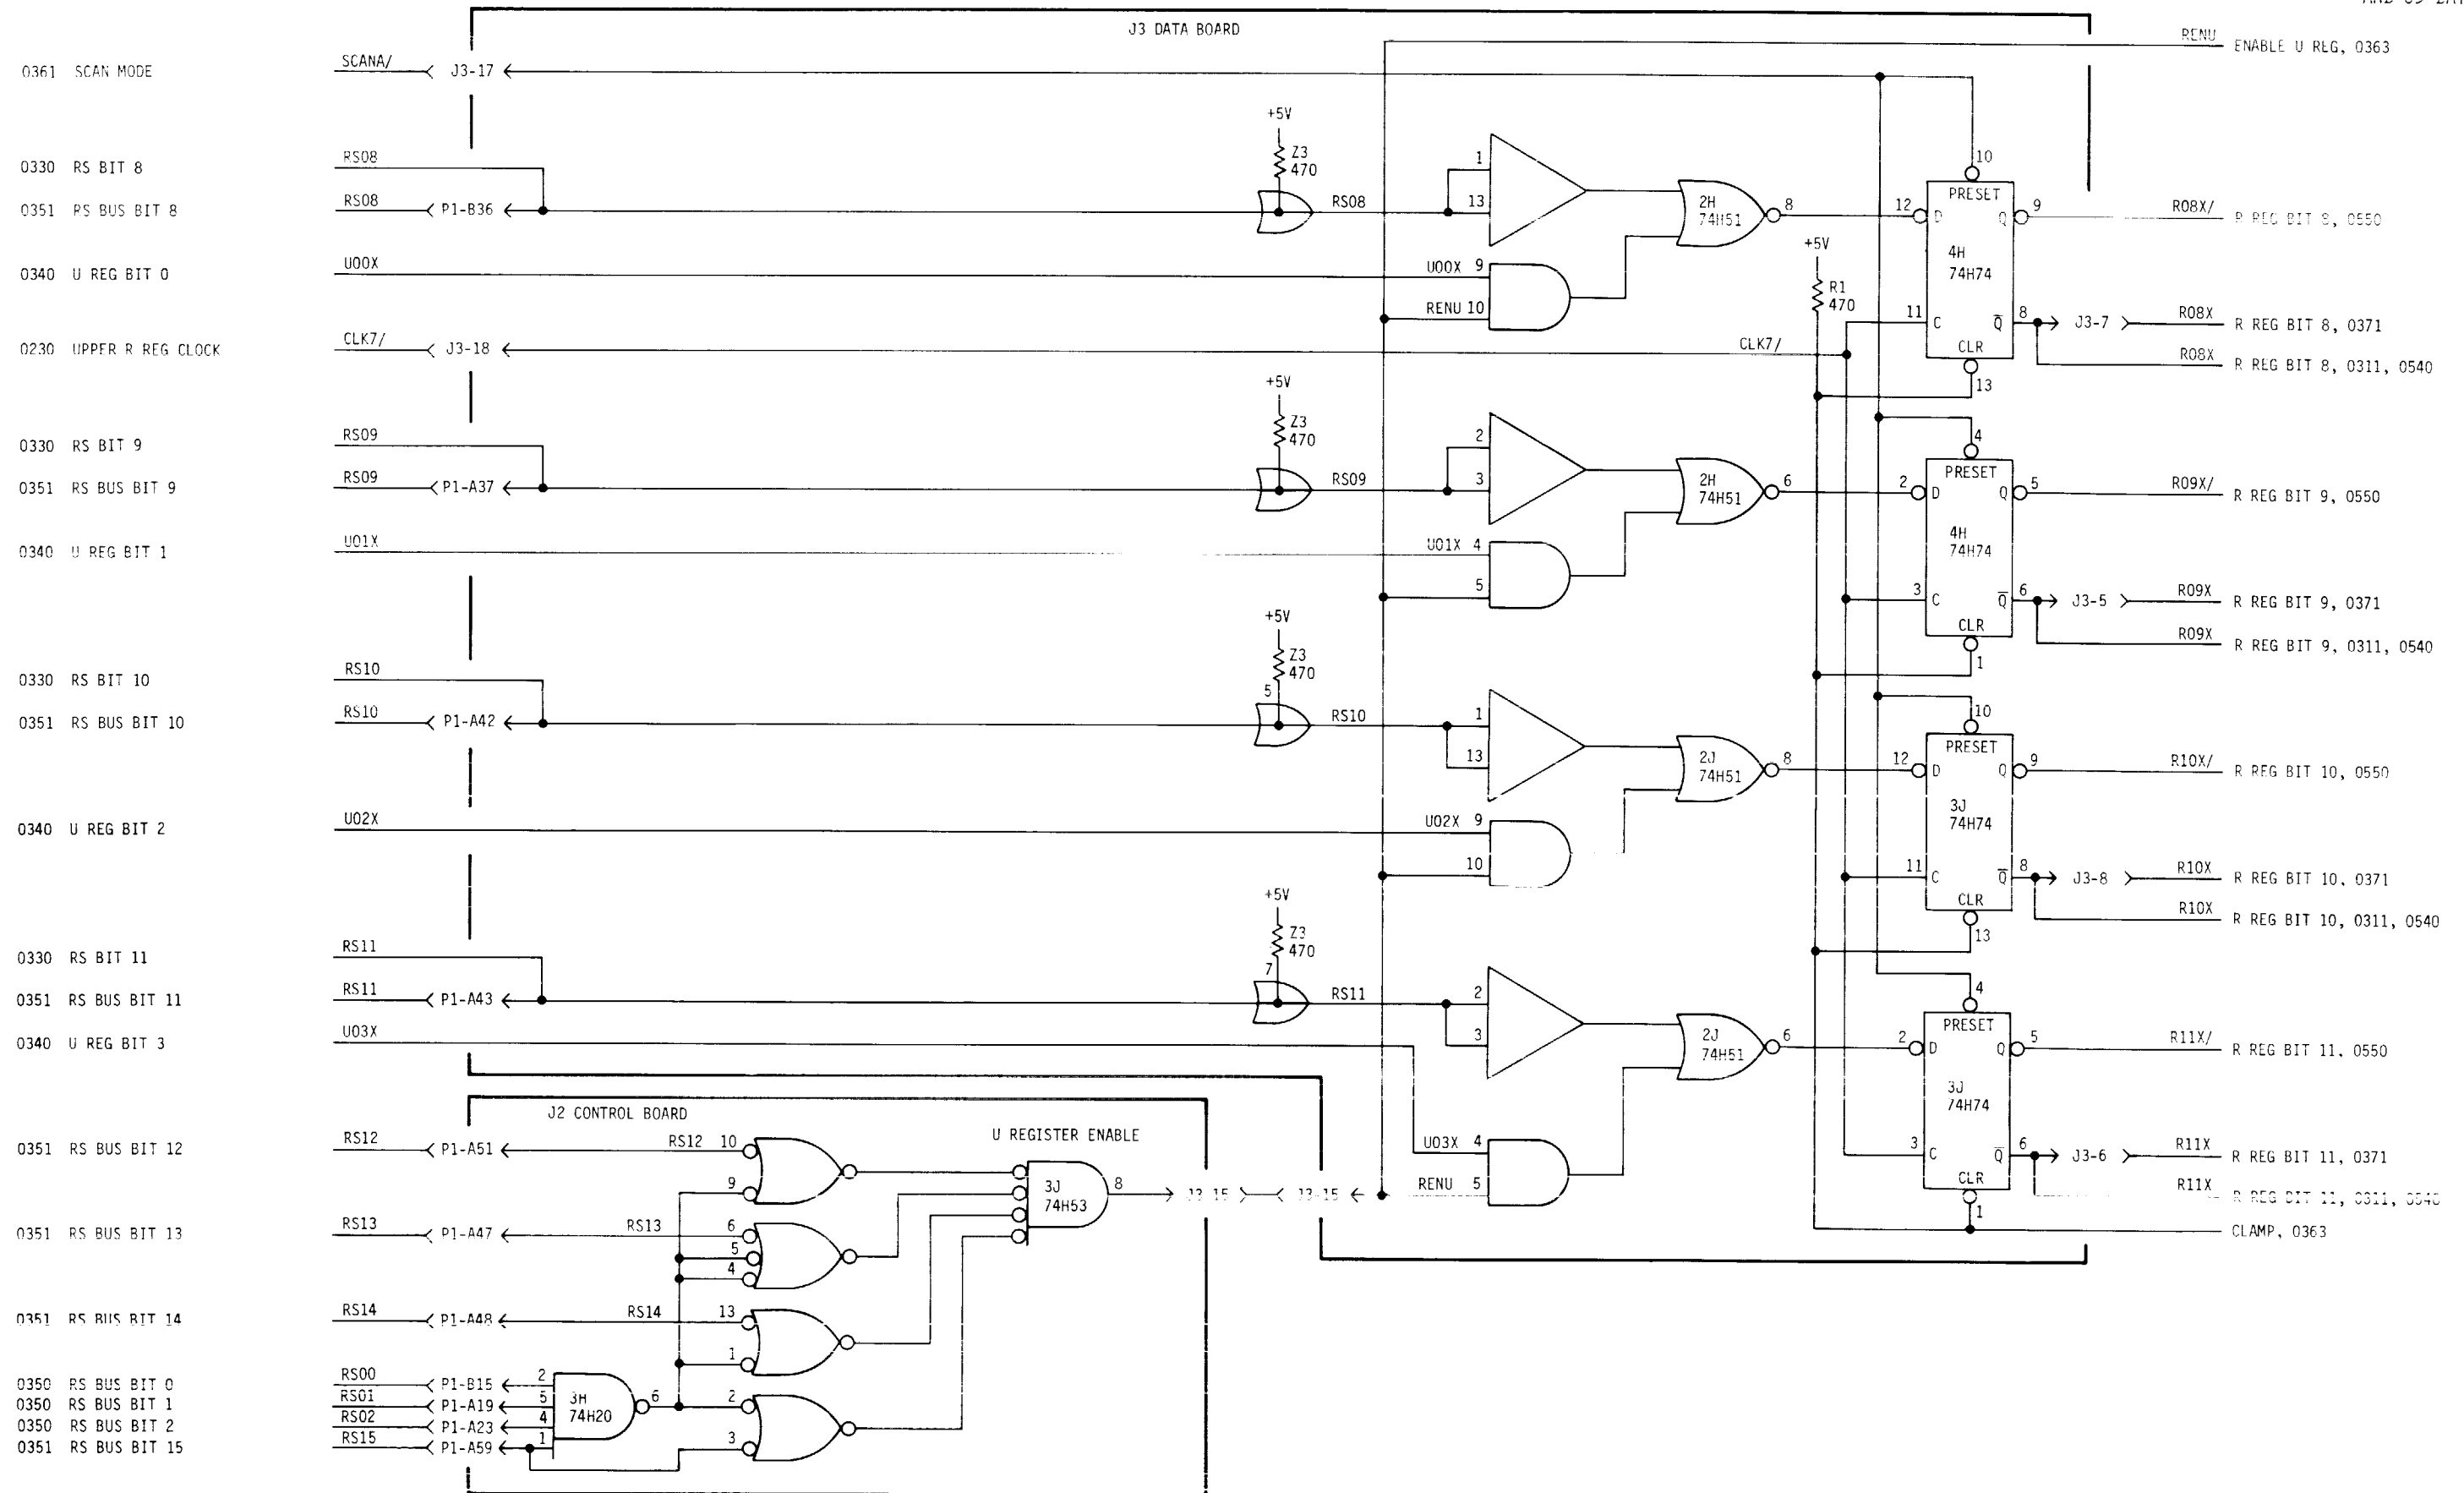 J3 DATA BOARD
RENU ENABLE U REG, 0363
0361 SCAN MODE SCANA/ J3-17
+5V
Z3
470
10
0330 RS BIT 8 RS08
1
PRESET
0351 RS BUS BIT 8 RS08 P1-B36 RS08 13
2H
74H51
8 12 D Q 9 R08X/ R REG BIT 8, 0550
+5V
4H
74H74
0340 U REG BIT 0 U00X U00X 9
R1
470
RENU 10
11 C Q 8 J3-7 R08X R REG BIT 8, 0371
0230 UPPER R REG CLOCK CLK7/ J3-18 CLK7/ CLR
R08X R REG BIT 8, 0311, 0540
13
+5V
Z3
470
4
0330 RS BIT 9 RS09
2
PRESET
0351 RS BUS BIT 9 RS09 P1-A37 RS09 3
2H
74H51
6 2 D Q 5 R09X/ R REG BIT 9, 0550
4H
74H74
0340 U REG BIT 1 U01X U01X 4
5
3 C Q 6 J3-5 R09X R REG BIT 9, 0371
CLR
R09X R REG BIT 9, 0311, 0540
1
+5V
Z3
470
5
10
0330 RS BIT 10 RS10
PRESET
0351 RS BUS BIT 10 RS10 P1-A42 RS10 1
13
2J
74H51
8 12 D Q 9 R10X/ R REG BIT 10, 0550
3J
74H74
0340 U REG BIT 2 U02X U02X 9
10
11 C Q 8 J3-8 R10X R REG BIT 10, 0371
CLR
R10X R REG BIT 10, 0311, 0540
13
+5V
Z3
470
7
4
0330 RS BIT 11 RS11
0351 RS BUS BIT 11 RS11 P1-A43 RS11 2
3
PRESET
2J
74H51
6 2 D Q 5 R11X/ R REG BIT 11, 0550
0340 U REG BIT 3 U03X
3J
74H74
J2 CONTROL BOARD
U REGISTER ENABLE
0351 RS BUS BIT 12 RS12 P1-A51 RS12 10
9
U03X 4
3 C Q 6 J3-6 R11X R REG BIT 11, 0371
CLR
3J
74H53
8 J3-15 RENU 5
R11X R REG BIT 11, 0311, 0540
1
CLAMP, 0363
0351 RS BUS BIT 13 RS13 P1-A47 RS13 6
5
4
0351 RS BUS BIT 14 RS14 P1-A48 RS14 13
1
0350 RS BUS BIT 0 RS00 P1-B15 2
0350 RS BUS BIT 1 RS01 P1-A19 5
0350 RS BUS BIT 2 RS02 P1-A23 4
0351 RS BUS BIT 15 RS15 P1-A59 1
3H
74H20
6 2
3